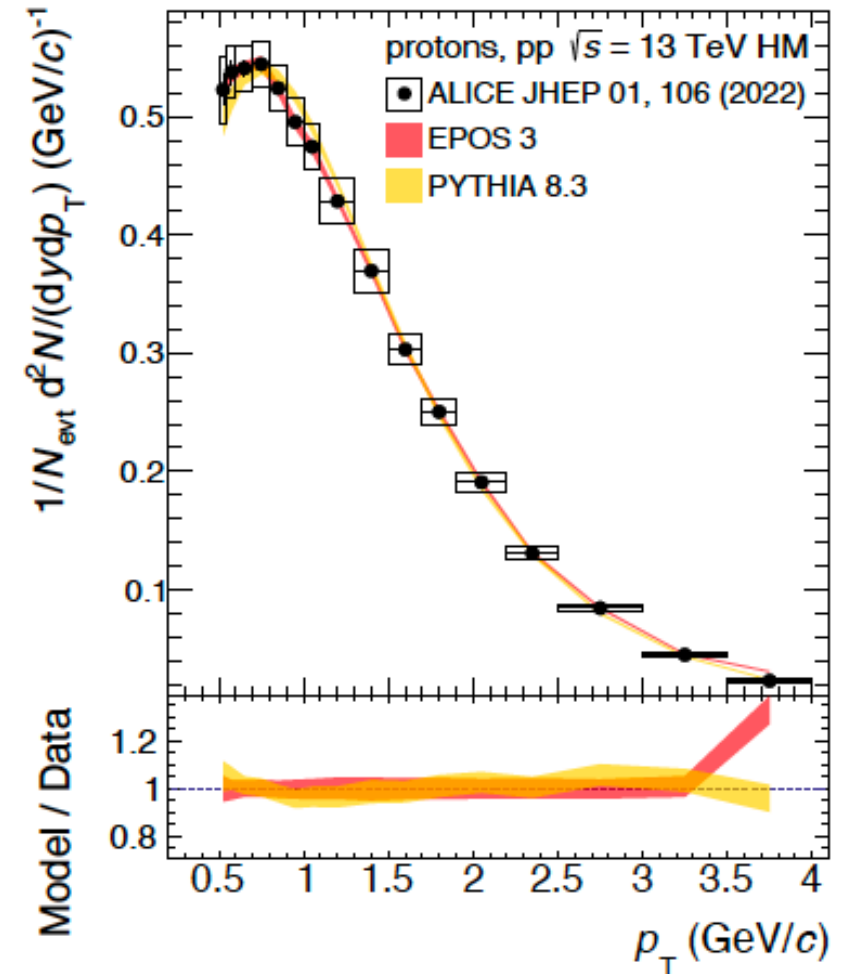 protons, pp √s = 13 TeV HM
ALICE JHEP 01, 106 (2022)
EPOS 3
PYTHIA 8.3
1/N_evt d²N/(dydp_T) (GeV/c)⁻¹
0.5
0.4
0.3
0.2
0.1
Model / Data
1.2
1
0.8
0.5 1 1.5 2 2.5 3 3.5 4
p_T (GeV/c)